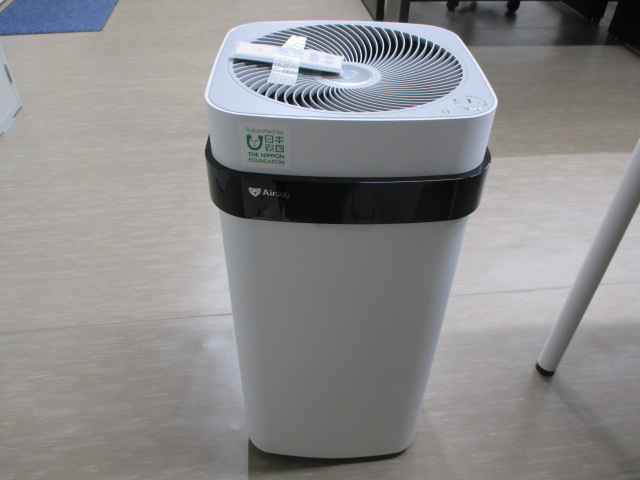 Supported by
日本
財団
THE NIPPON
FOUNDATION
Airdog